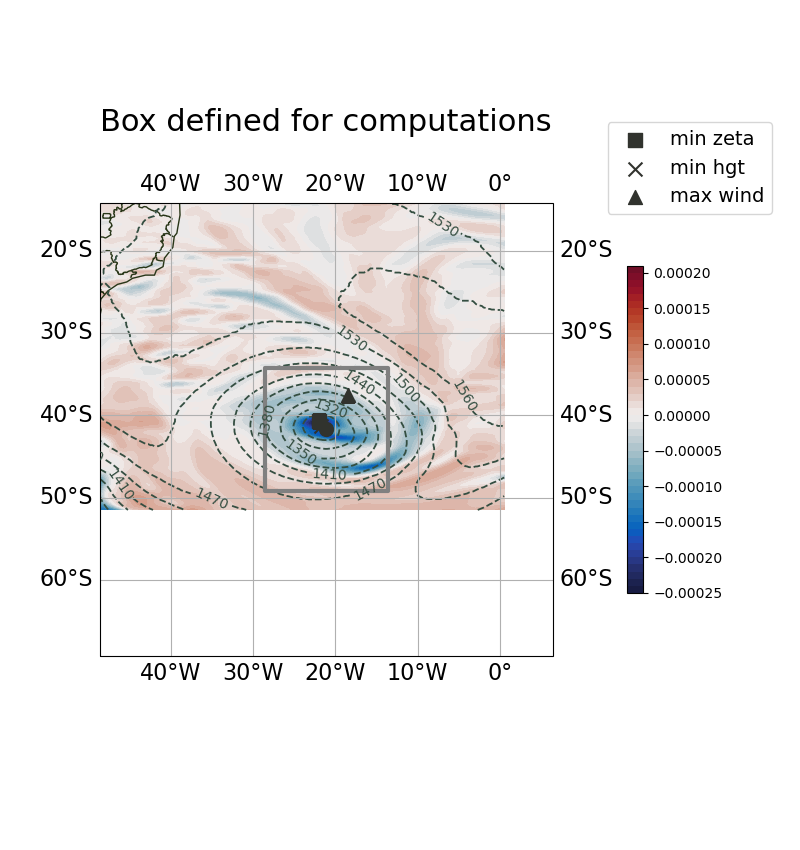 Box defined for computations
min zeta
min hgt
max wind
40°W 30°W 20°W 10°W 0°
20°S 20°S
30°S 30°S
40°S 40°S
50°S 50°S
60°S 60°S
40°W 30°W 20°W 10°W 0°
1530
1530
1440
1500
1560
1320
1380
1350
1410
1470
1410
1470
0.00020
0.00015
0.00010
0.00005
0.00000
−0.00005
−0.00010
−0.00015
−0.00020
−0.00025